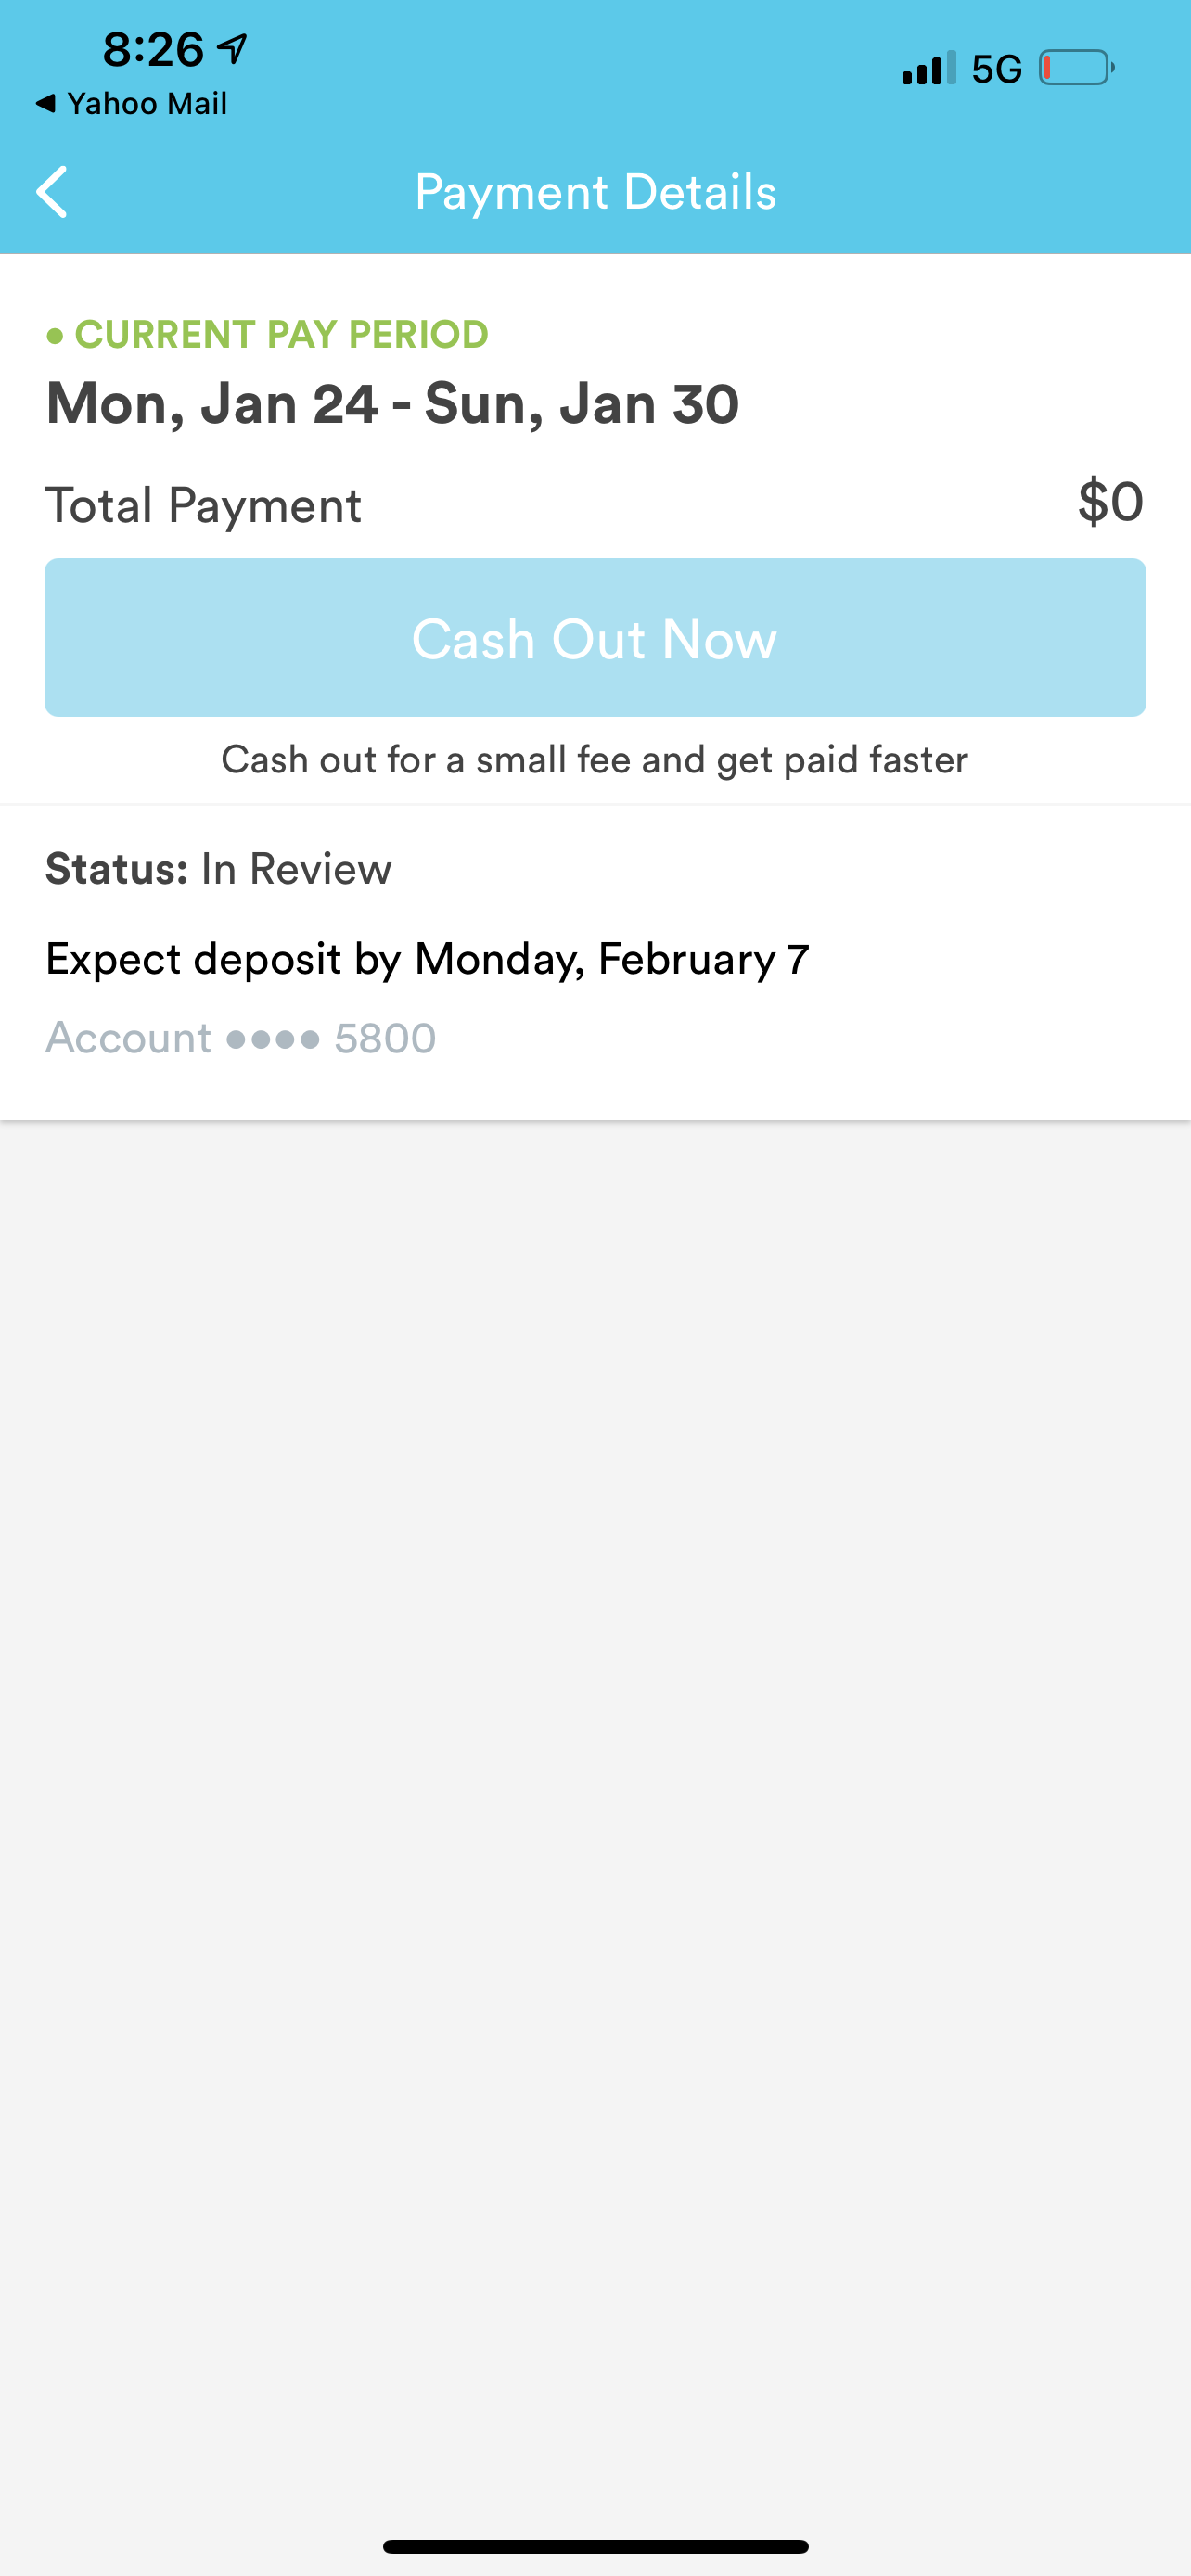 8:26
◀ Yahoo Mail
5G
Payment Details
• CURRENT PAY PERIOD
Mon, Jan 24 - Sun, Jan 30
Total Payment $0
Cash Out Now
Cash out for a small fee and get paid faster
Status: In Review
Expect deposit by Monday, February 7
Account •••• 5800